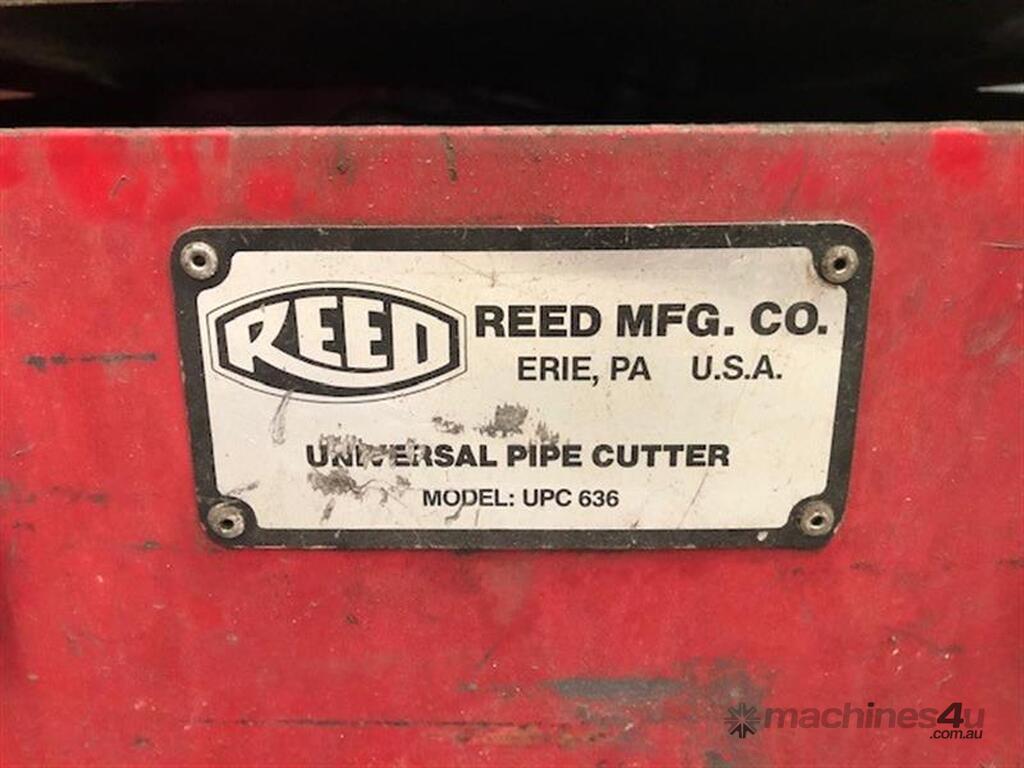 REED REED MFG. CO.
ERIE, PA U.S.A.
UNIVERSAL PIPE CUTTER
MODEL: UPC 636
machines4u
.com.au